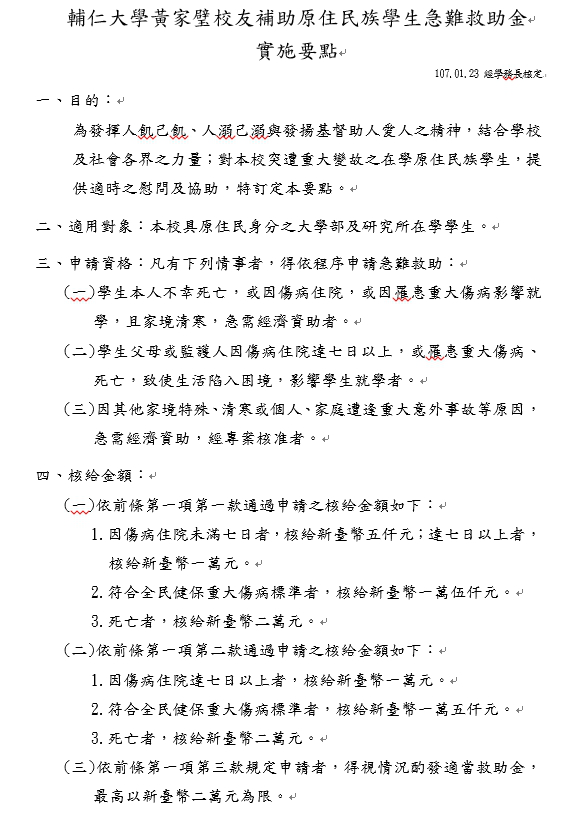 輔仁大學黃家壁校友補助原住民族學生急難救助金
實施要點
107.01.23 經學務長核定
一、目的：
為發揮人飢己飢、人溺己溺與發揚基督助人愛人之精神，結合學校
及社會各界之力量；對本校突遭重大變故之在學原住民族學生，提
供適時之慰問及協助，特訂定本要點。
二、適用對象：本校具原住民身分之大學部及研究所在學學生。
三、申請資格：凡有下列情事者，得依程序申請急難救助：
(一)學生本人不幸死亡，或因傷病住院，或因罹患重大傷病影響就
學，且家境清寒，急需經濟資助者。
(二)學生父母或監護人因傷病住院達七日以上，或罹患重大傷病、
死亡，致使生活陷入困境，影響學生就學者。
(三)因其他家境特殊、清寒或個人、家庭遭逢重大意外事故等原因，
急需經濟資助，經專案核准者。
四、核給金額：
(一)依前條第一項第一款通過申請之核給金額如下：
1.因傷病住院未滿七日者，核給新臺幣五仟元；達七日以上者，
核給新臺幣一萬元。
2.符合全民健保重大傷病標準者，核給新臺幣一萬伍仟元。
3.死亡者，核給新臺幣二萬元。
(二)依前條第一項第二款通過申請之核給金額如下：
1.因傷病住院達七日以上者，核給新臺幣一萬元。
2.符合全民健保重大傷病標準者，核給新臺幣一萬五仟元。
3.死亡者，核給新臺幣二萬元。
(三)依前條第一項第三款規定申請者，得視情況酌發適當救助金，
最高以新臺幣二萬元為限。